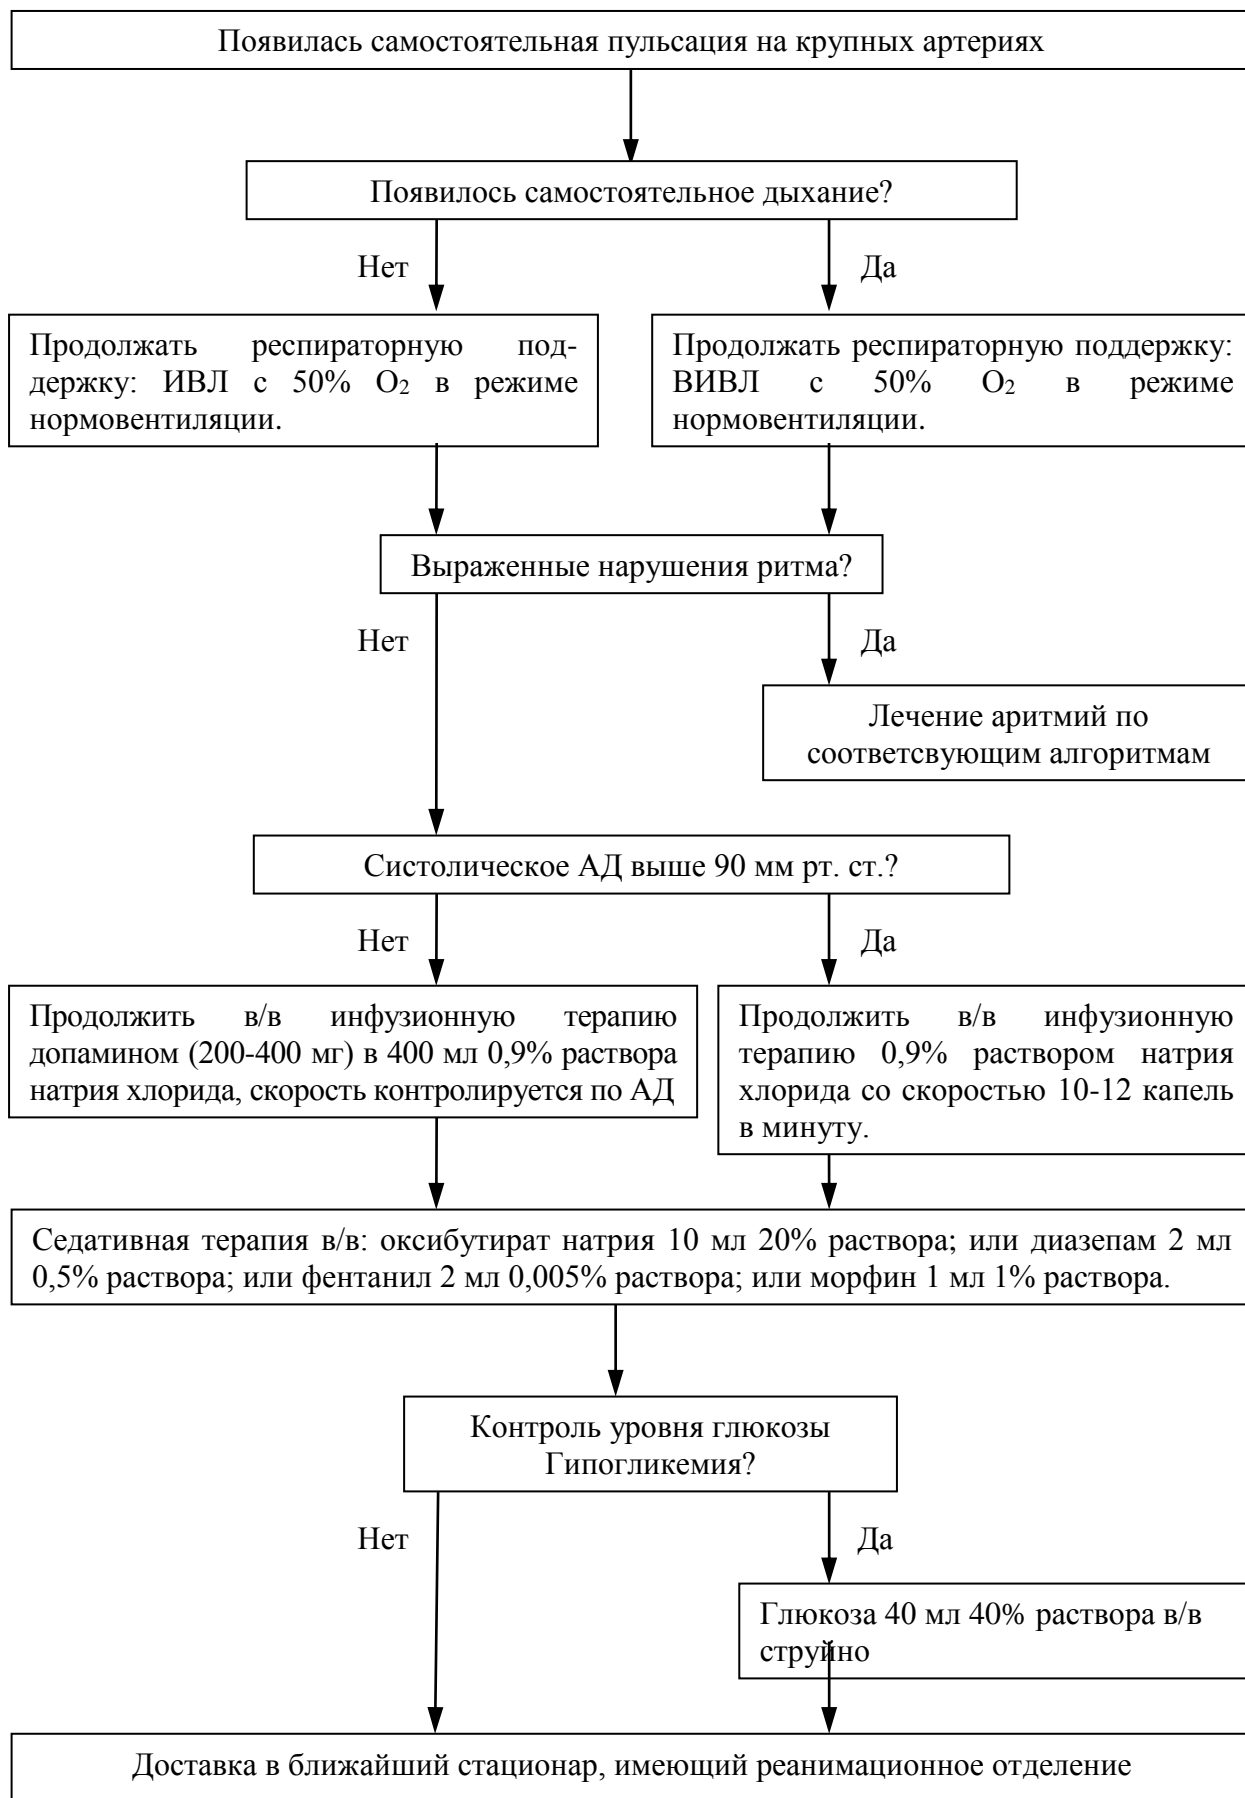 Появилась самостоятельная пульсация на крупных артериях
Появилось самостоятельное дыхание?
Нет
Да
Продолжать респираторную под-
держку: ИВЛ с 50% O₂ в режиме
нормовентиляции.
Продолжать респираторную поддержку:
ВИВЛ с 50% O₂ в режиме
нормовентиляции.
Выраженные нарушения ритма?
Нет
Да
Лечение аритмий по
соответсвующим алгоритмам
Систолическое АД выше 90 мм рт. ст.?
Нет
Да
Продолжить в/в инфузионную терапию
допамином (200-400 мг) в 400 мл 0,9% раствора
натрия хлорида, скорость контролируется по АД
Продолжить в/в инфузионную
терапию 0,9% раствором натрия
хлорида со скоростью 10-12 капель
в минуту.
Седативная терапия в/в: оксибутират натрия 10 мл 20% раствора; или диазепам 2 мл
0,5% раствора; или фентанил 2 мл 0,005% раствора; или морфин 1 мл 1% раствора.
Контроль уровня глюкозы
Гипогликемия?
Нет
Да
Глюкоза 40 мл 40% раствора в/в
струйно
Доставка в ближайший стационар, имеющий реанимационное отделение